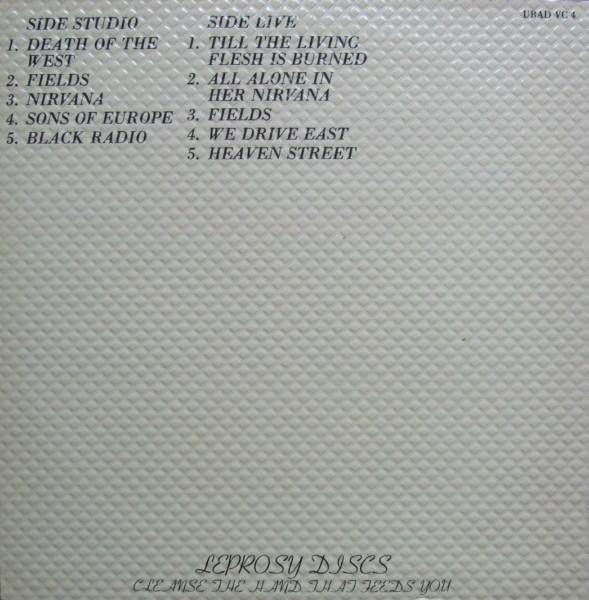 UBAD VC 4
SIDE STUDIO
1. DEATH OF THE
WEST
2. FIELDS
3. NIRVANA
4. SONS OF EUROPE
5. BLACK RADIO
SIDE LIVE
1. TILL THE LIVING
FLESH IS BURNED
2. ALL ALONE IN
HER NIRVANA
3. FIELDS
4. WE DRIVE EAST
5. HEAVEN STREET
LEPROSY DISCS
CLEANSE THE HAND THAT FEEDS YOU